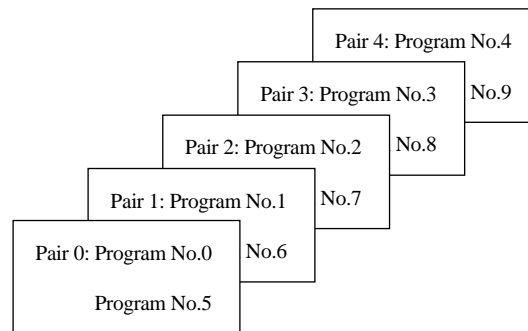 Pair 4: Program No.4
No.9
Pair 3: Program No.3
No.8
Pair 2: Program No.2
No.7
Pair 1: Program No.1
No.6
Pair 0: Program No.0
Program No.5